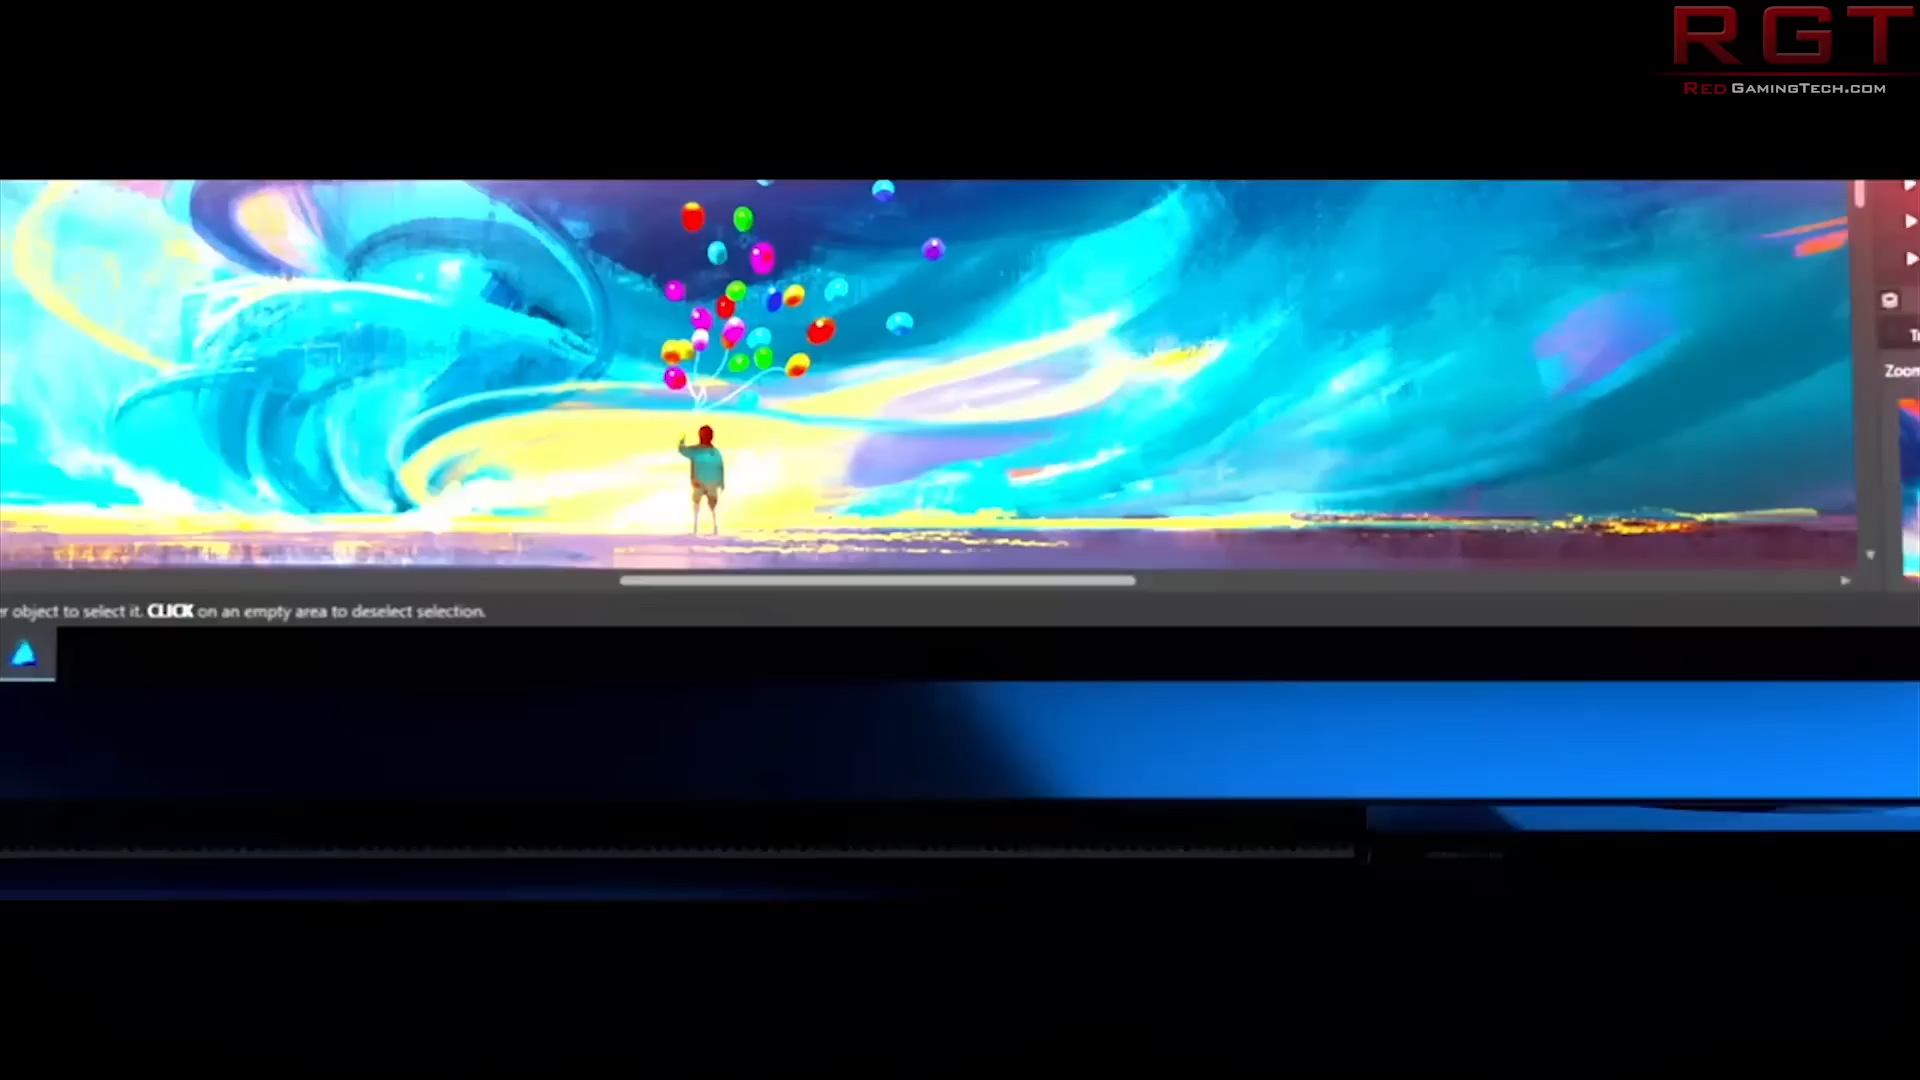 RGT
RED GAMINGTECH.COM
Zoom
r object to select it. CLICK on an empty area to deselect selection.